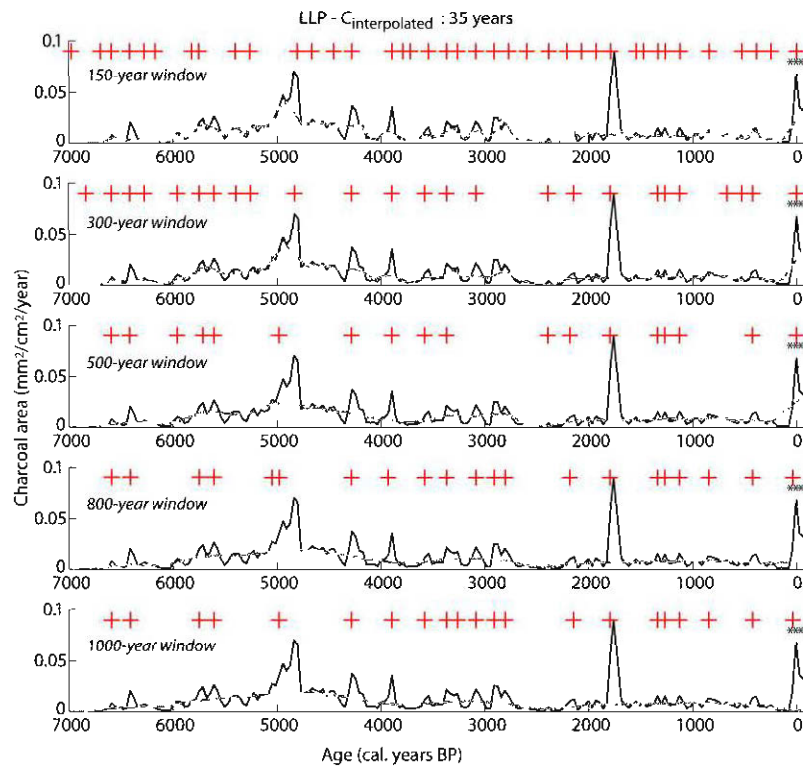 LLP - Cinterpolated : 35 years
Charcoal area (mm²/cm²/year)
0.1
150-year window
***
0.05
0
7000 6000 5000 4000 3000 2000 1000 0
0.1
300-year window
***
0.05
0
7000 6000 5000 4000 3000 2000 1000 0
0.1
500-year window
***
0.05
0
7000 6000 5000 4000 3000 2000 1000 0
0.1
800-year window
***
0.05
0
7000 6000 5000 4000 3000 2000 1000 0
0.1
1000-year window
***
0.05
0
7000 6000 5000 4000 3000 2000 1000 0
Age (cal. years BP)